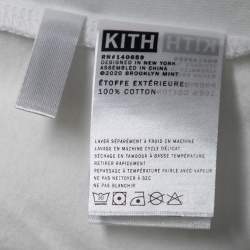 KITH
RN#140659
DESIGNED IN NEW YORK
ASSEMBLED IN CHINA
©2020 BROOKLYN MINT
ÉTOFFE EXTÉRIEURE
100% COTTON
LAVER SÉPARÉMENT À FROID EN MACHINE
LAVAGE EN MACHINE CYCLE DÉLICAT
SÉCHAGE EN TAMBOUR À BASSE TEMPÉRATURE
RETIRER RAPIDEMENT
REPASSAGE À TEMPÉRATURE FAIBLE AVEC VAPEUR
NE PAS NETTOYER À SEC
NE PAS BLANCHIR